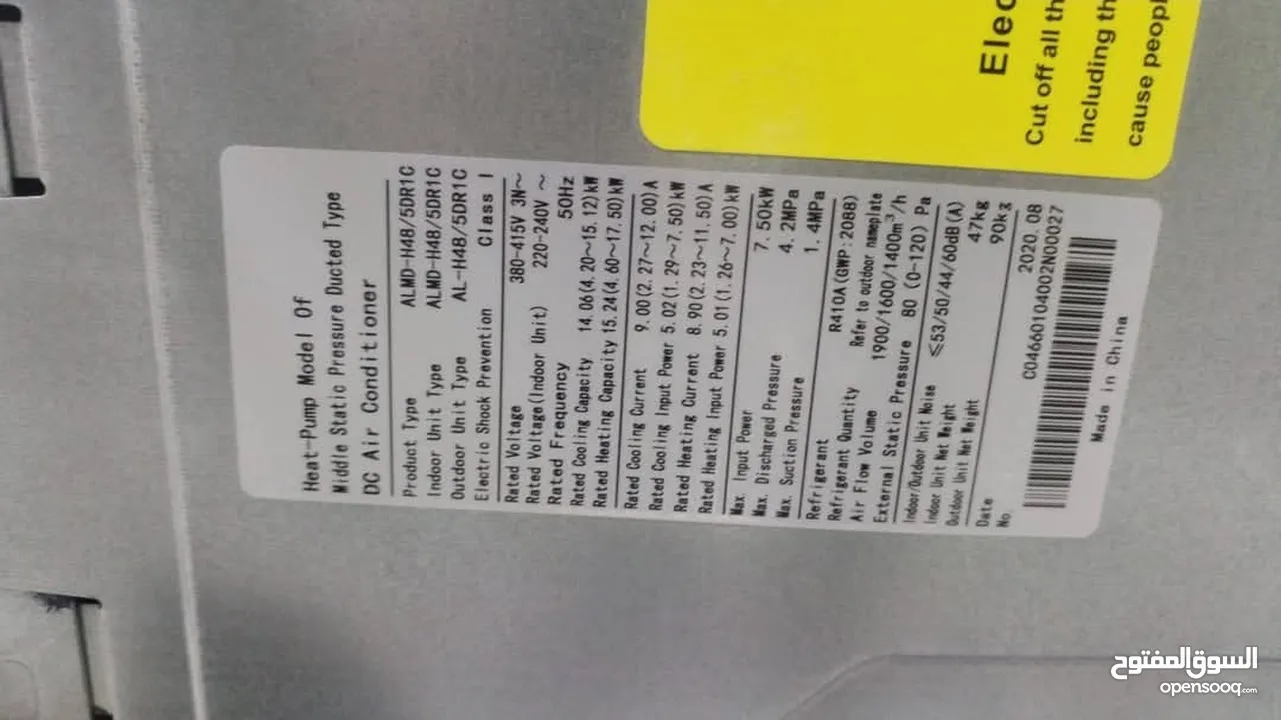 Heat-Pump Model Of
Middle Static Pressure Ducted Type
DC Air Conditioner
Product Type ALMD-H48/5DR1C
Indoor Unit Type ALMD-H48/5DR1C
Outdoor Unit Type AL-H48/5DR1C
Electric Shock Prevention Class I
Rated Voltage 380-415V 3N~
Rated Voltage(Indoor Unit) 220-240V ~
Rated Frequency 50Hz
Rated Cooling Capacity 14.06(4.20~15.12)kW
Rated Heating Capacity 15.24(4.60~17.50)kW
Rated Cooling Current 9.00(2.27~12.00)A
Rated Cooling Input Power 5.02(1.29~7.50)kW
Rated Heating Current 8.90(2.23~11.50)A
Rated Heating Input Power 5.01(1.26~7.00)kW
Max. Input Power 7.50kW
Max. Discharged Pressure 4.2MPa
Max. Suction Pressure 1.4MPa
Refrigerant R410A(GWP:2088)
Refrigerant Quantity Refer to outdoor nameplate
Air Flow Volume 1900/1600/1400m³/h
External Static Pressure 80 (0-120) Pa
Indoor/Outdoor Unit Noise ≤53/50/44/60dB(A)
Indoor Unit Net Weight 47kg
Outdoor Unit Net Weight 90kg
Date 2020.08
No. C04660104002N00027
Made in China
Elec
Cut off all th
including th
cause peopl
السوق المفتوح
opensooq.com